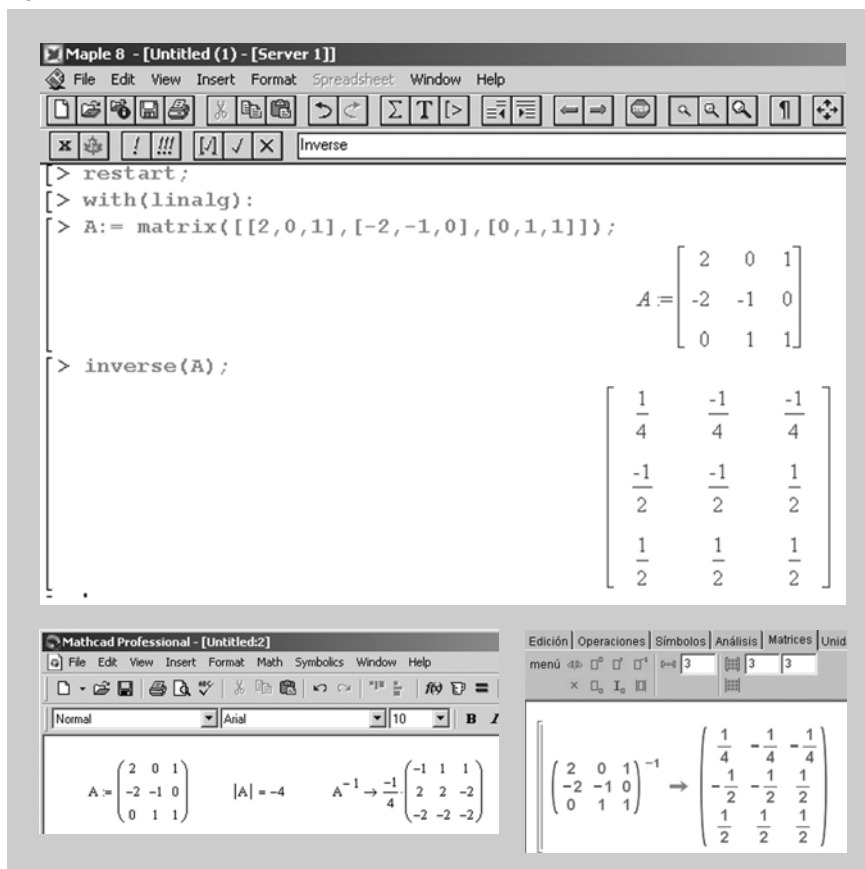 Maple 8 - [Untitled (1) - [Server 1]]
File Edit View Insert Format Spreadsheet Window Help
Inverse
[> restart;
[> with(linalg):
[> A:= matrix([[2,0,1],[-2,-1,0],[0,1,1]]);
A := [ 2 0 1 ]
[ -2 -1 0 ]
[ 0 1 1 ]
[> inverse(A);
[ 1/4 -1/4 -1/4 ]
[ -1/2 -1/2 1/2 ]
[ 1/2 1/2 1/2 ]
Mathcad Professional - [Untitled:2]
File Edit View Insert Format Math Symbolics Window Help
Normal Arial 10 B I
A := ( 2 0 1 )
( -2 -1 0 )
( 0 1 1 )
|A| = -4
A^-1 → -1/4 · ( -1 1 1 )
( 2 2 -2 )
( -2 -2 -2 )
Edición Operaciones Símbolos Análisis Matrices Unid
menú 3 3 3
( 2 0 1 )
( -2 -1 0 )
( 0 1 1 ) ^-1
⇒
( 1/4 -1/4 -1/4 )
( -1/2 -1/2 1/2 )
( 1/2 1/2 1/2 )